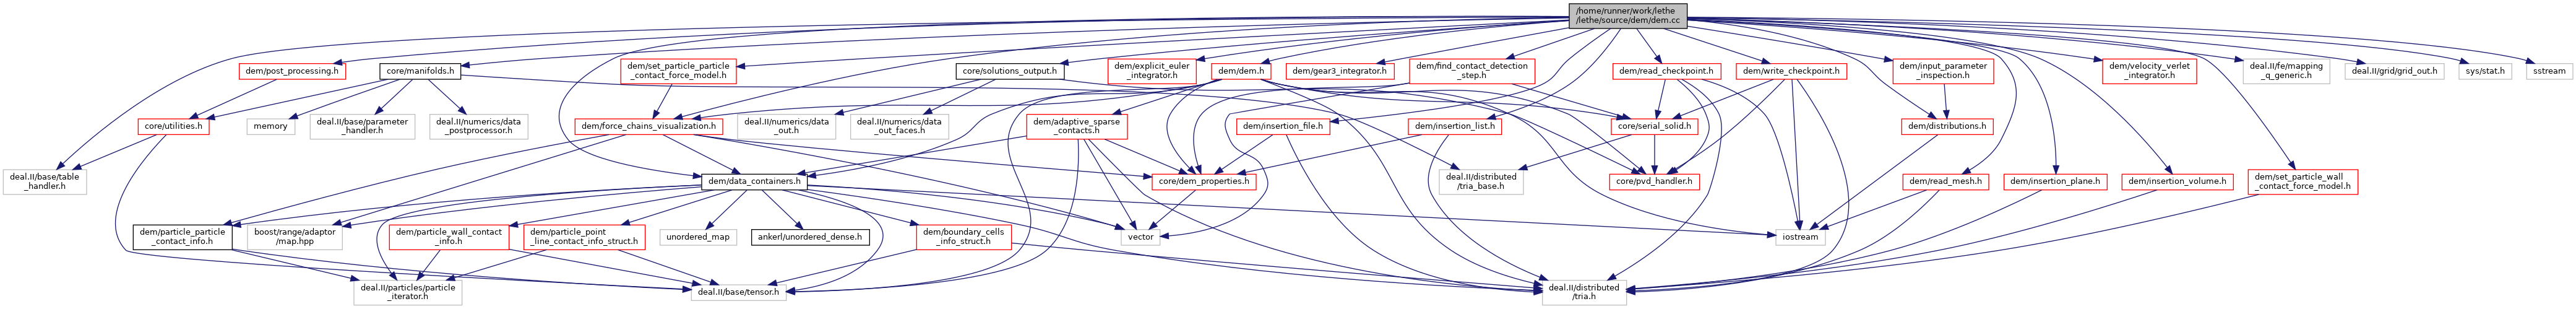 /home/runner/work/lethe
/lethe/source/dem/dem.cc
dem/post_processing.h
core/manifolds.h
dem/set_particle_particle
_contact_force_model.h
core/solutions_output.h
dem/explicit_euler
_integrator.h
dem/dem.h
dem/gear3_integrator.h
dem/find_contact_detection
_step.h
dem/read_checkpoint.h
dem/write_checkpoint.h
dem/input_parameter
_inspection.h
dem/velocity_verlet
_integrator.h
deal.II/fe/mapping
_q_generic.h
deal.II/grid/grid_out.h
sys/stat.h
sstream
core/utilities.h
memory
deal.II/base/parameter
_handler.h
deal.II/numerics/data
_postprocessor.h
dem/force_chains_visualization.h
deal.II/numerics/data
_out.h
deal.II/numerics/data
_out_faces.h
dem/adaptive_sparse
_contacts.h
dem/insertion_file.h
dem/insertion_list.h
core/serial_solid.h
dem/distributions.h
deal.II/base/table
_handler.h
dem/data_containers.h
core/dem_properties.h
deal.II/distributed
/tria_base.h
core/pvd_handler.h
dem/read_mesh.h
dem/insertion_plane.h
dem/insertion_volume.h
dem/set_particle_wall
_contact_force_model.h
dem/particle_particle
_contact_info.h
boost/range/adaptor
/map.hpp
dem/particle_wall_contact
_info.h
dem/particle_point
_line_contact_info_struct.h
unordered_map
ankerl/unordered_dense.h
dem/boundary_cells
_info_struct.h
vector
iostream
deal.II/particles/particle
_iterator.h
deal.II/base/tensor.h
deal.II/distributed
/tria.h